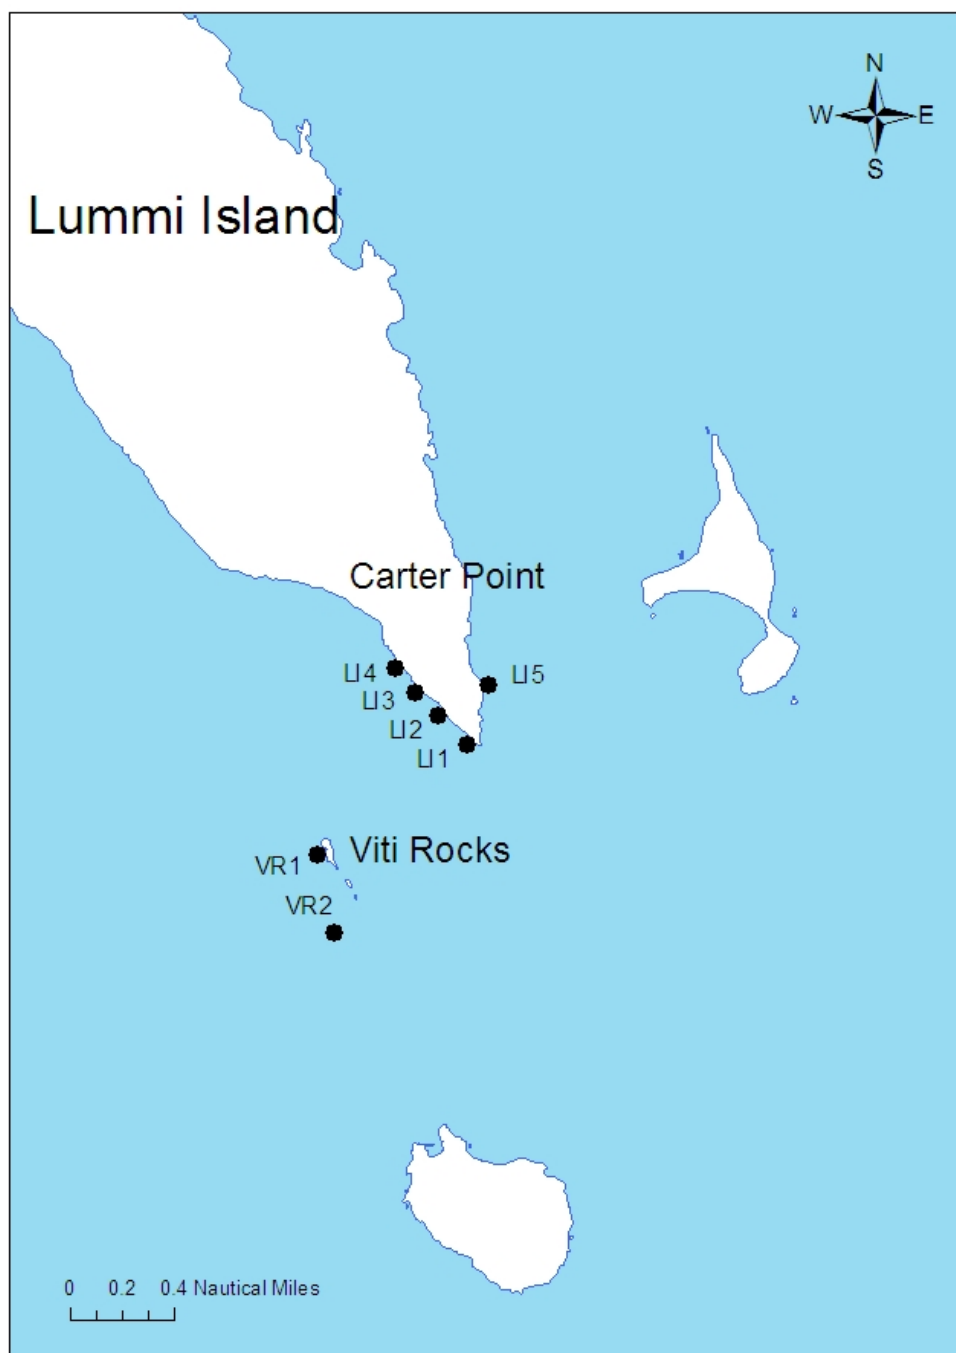 N
W E
S
Lummi Island
Carter Point
LI4
LI5
LI3
LI2
LI1
Viti Rocks
VR1
VR2
0 0.2 0.4 Nautical Miles